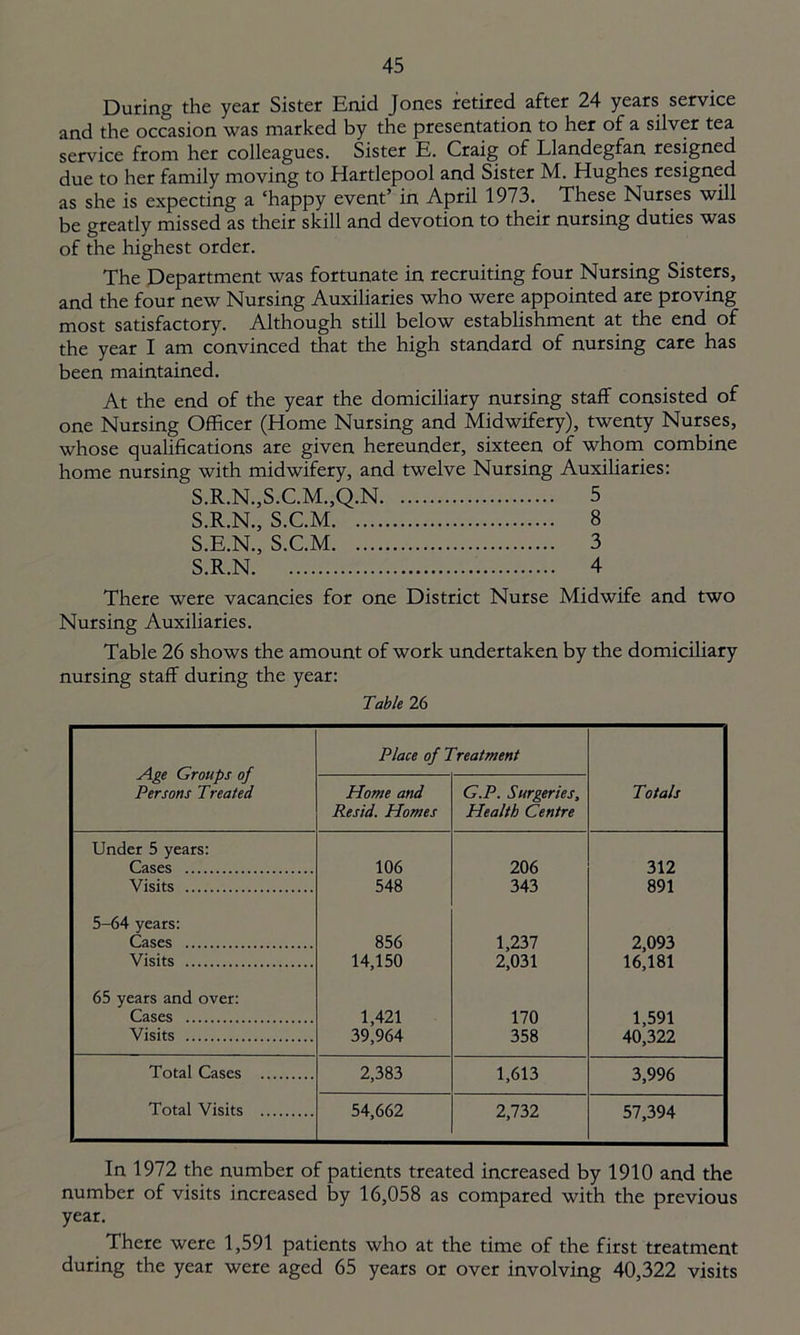 45
During the year Sister Enid Jones retired after 24 years service
and the occasion was marked by the presentation to her of a silver tea
service from her colleagues. Sister E. Craig of Llandegfan resigned
due to her family moving to Hartlepool and Sister M. Hughes resigned
as she is expecting a ‘happy event’ in April 1973. These Nurses will
be greatly missed as their skill and devotion to their nursing duties was
of the highest order.
The Department was fortunate in recruiting four Nursing Sisters,
and the four new Nursing Auxiliaries who were appointed are proving
most satisfactory. Although still below establishment at the end of
the year I am convinced that the high standard of nursing care has
been maintained.
At the end of the year the domiciliary nursing staff consisted of
one Nursing Officer (Home Nursing and Midwifery), twenty Nurses,
whose qualifications are given hereunder, sixteen of whom combine
home nursing with midwifery, and twelve Nursing Auxiliaries:
S.R.N.,S.C.M.,Q.N. ........................ 5
S.R.N., S.C.M. ............................... 8
S.E.N., S.C.M. ............................... 3
S.R.N. .......................................... 4
There were vacancies for one District Nurse Midwife and two
Nursing Auxiliaries.
Table 26 shows the amount of work undertaken by the domiciliary
nursing staff during the year:
Table 26
Age Groups of Persons Treated | Place of Treatment | Totals
Home and Resid. Homes | G.P. Surgeries, Health Centre
Under 5 years:
Cases ...................... 106 206 312
Visits ...................... 548 343 891
5–64 years:
Cases ...................... 856 1,237 2,093
Visits ...................... 14,150 2,031 16,181
65 years and over:
Cases ...................... 1,421 170 1,591
Visits ...................... 39,964 358 40,322
Total Cases ......... 2,383 1,613 3,996
Total Visits ......... 54,662 2,732 57,394
In 1972 the number of patients treated increased by 1910 and the
number of visits increased by 16,058 as compared with the previous
year.
There were 1,591 patients who at the time of the first treatment
during the year were aged 65 years or over involving 40,322 visits